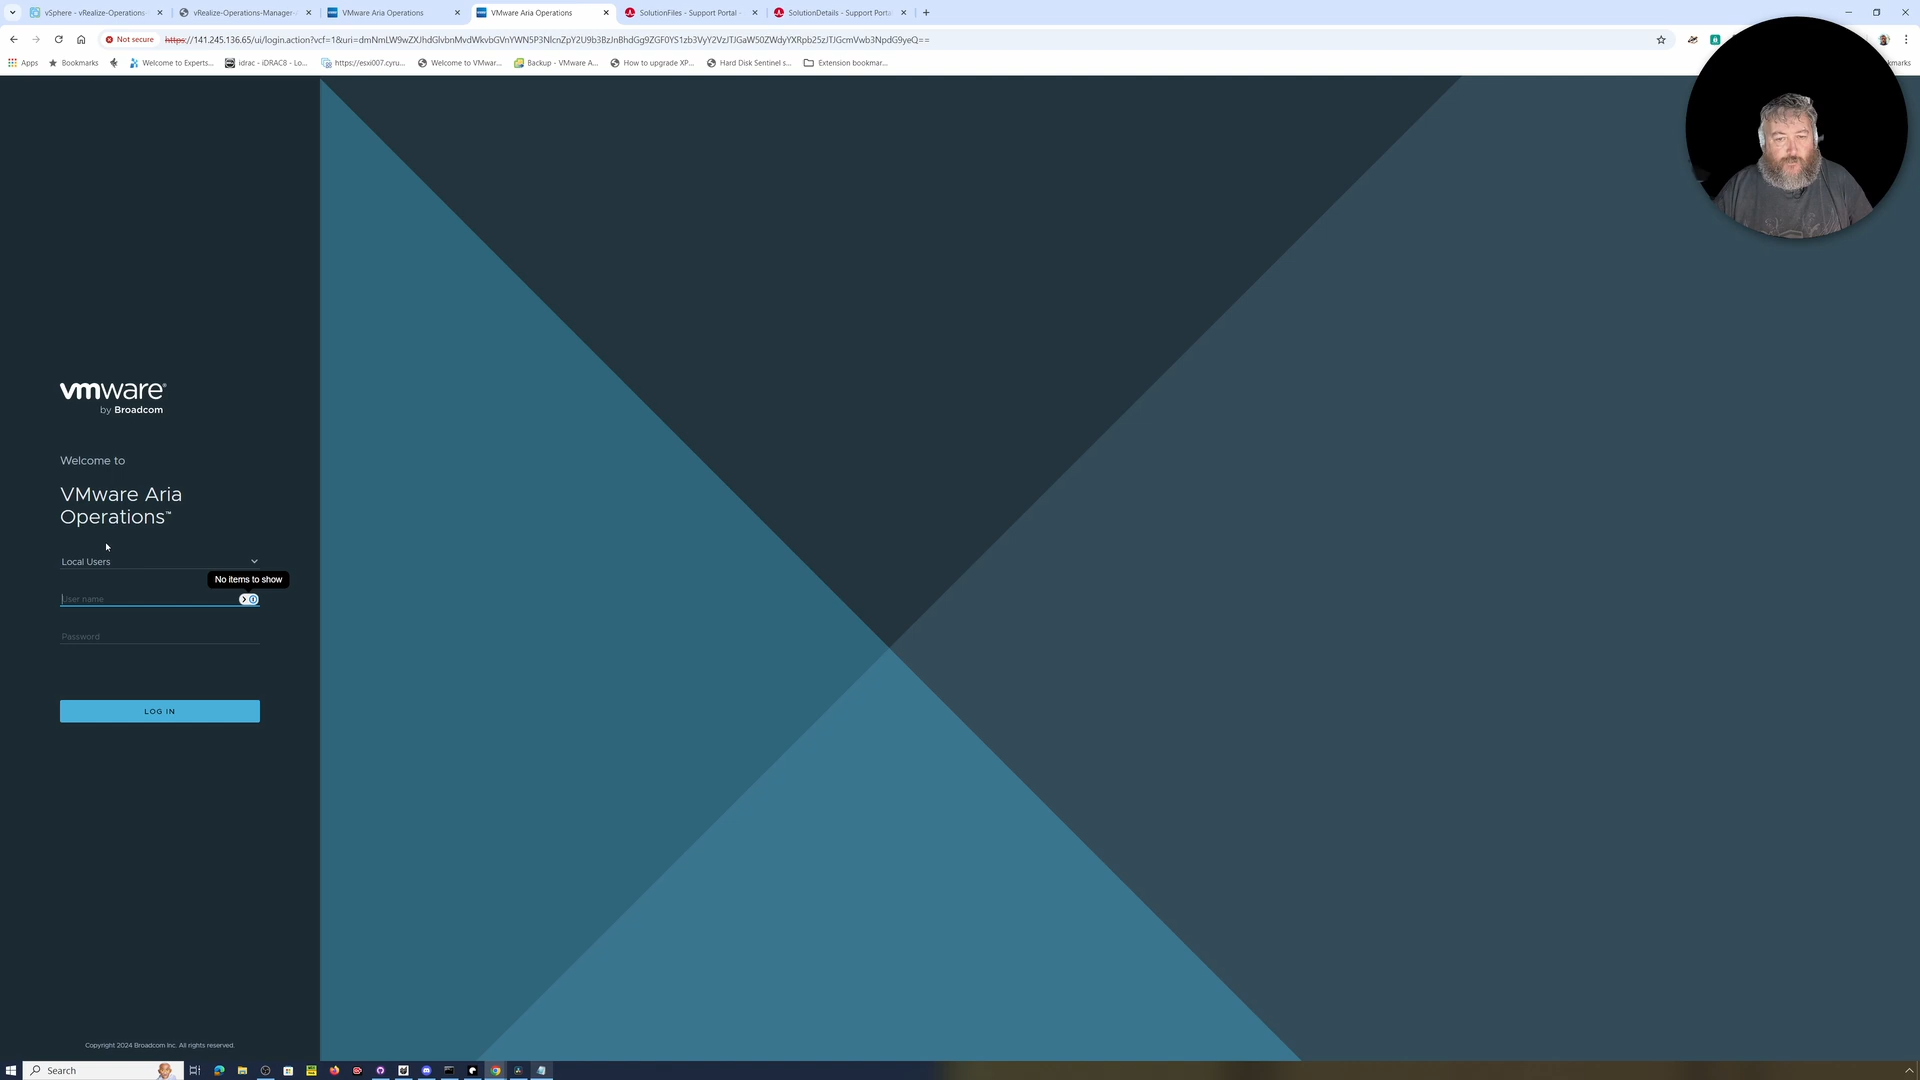 vSphere - vRealize-Operations-
vRealize-Operations-Manager-
VMware Aria Operations
VMware Aria Operations
SolutionFiles - Support Portal -
SolutionDetails - Support Porta
Not secure
https://141.245.136.65/ui/login.action?vcf=1&uri=dmNmLW9wZXJhdGlvbnMvdWkvbGVnYWN5P3NlcnZpY2U9b3BzJnBhdGg9ZGF0YS1zb3VyY2VzJTJGaW50ZWdyYXRpb25zJTJGcmVwb3NpdG9yeQ==
Apps
Bookmarks
Welcome to Experts...
idrac - iDRAC8 - Lo...
https://esxi007.cyru...
Welcome to VMwar...
Backup - VMware A...
How to upgrade XP...
Hard Disk Sentinel s...
Extension bookmar...
kmarks
vmware®
by Broadcom
Welcome to
VMware Aria
Operations™
Local Users
No items to show
User name
Password
LOG IN
Copyright 2024 Broadcom Inc. All rights reserved.
Search